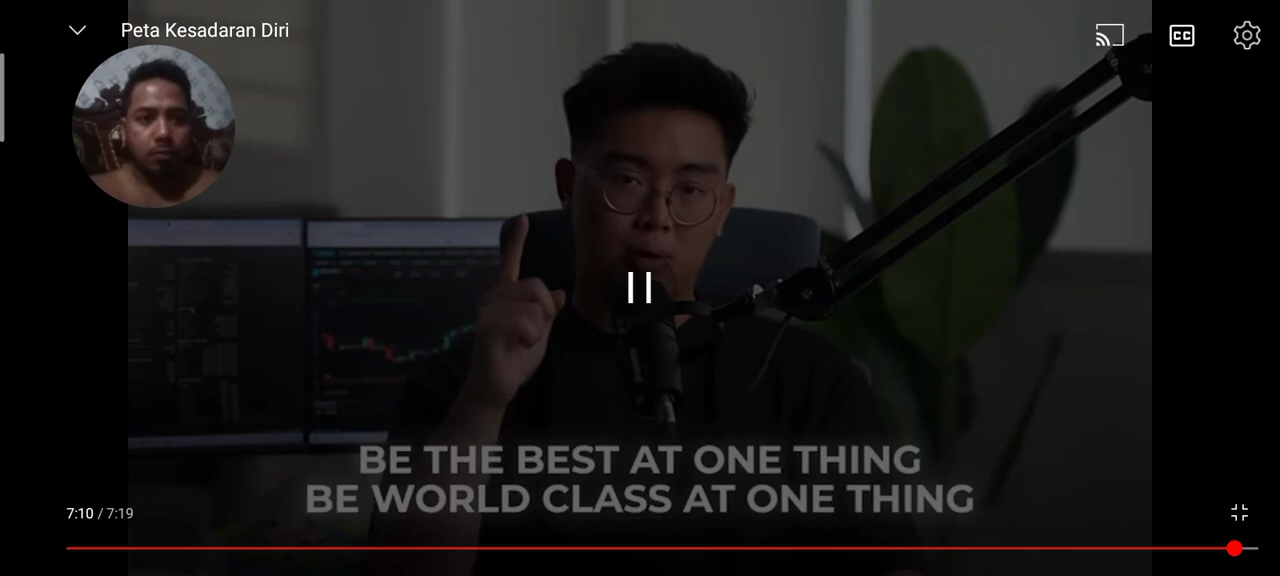 Peta Kesadaran Diri
CC
BE THE BEST AT ONE THING
BE WORLD CLASS AT ONE THING
7:10 / 7:19